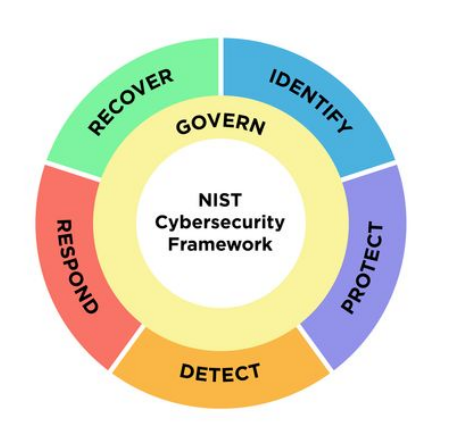 RECOVER
IDENTIFY
GOVERN
NIST
Cybersecurity
Framework
RESPOND
PROTECT
DETECT